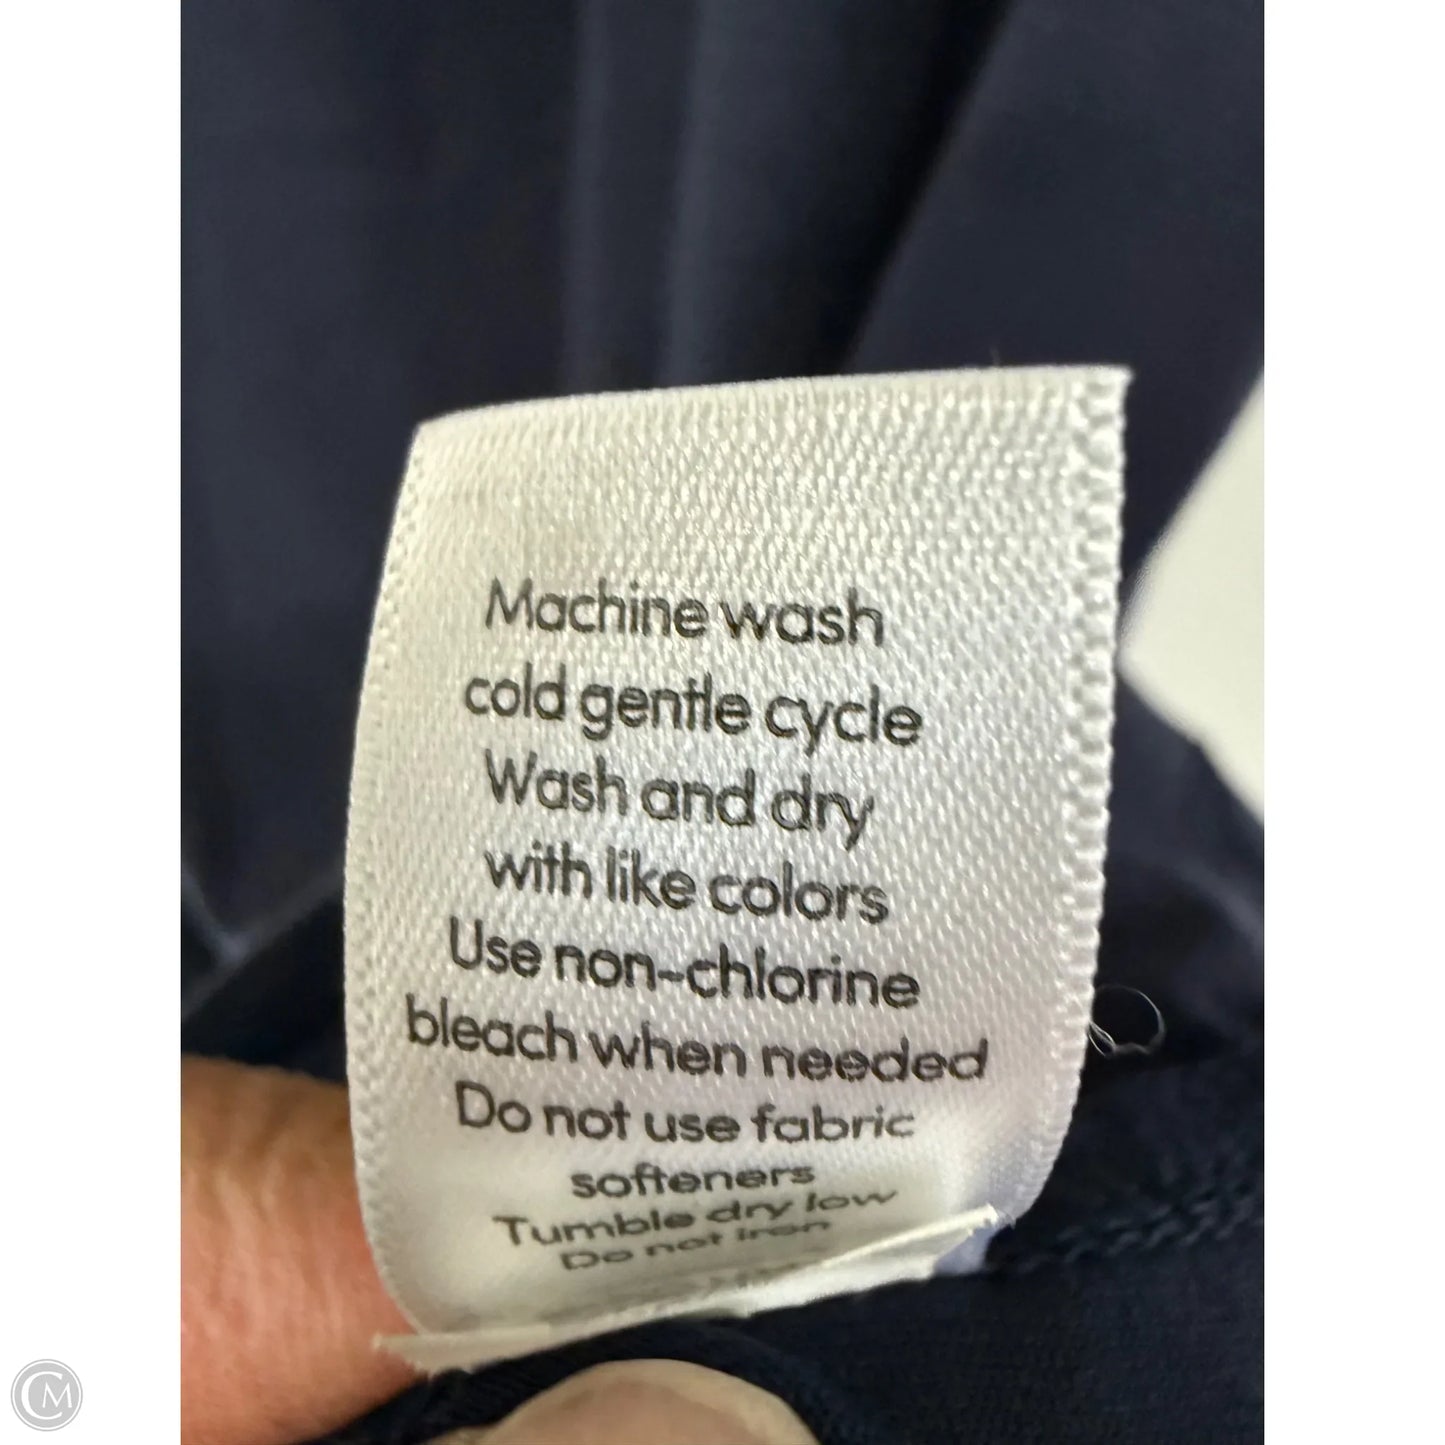 Machine wash
cold gentle cycle
Wash and dry
with like colors
Use non-chlorine
bleach when needed
Do not use fabric
softeners
Tumble dry low
Do not iron
CM